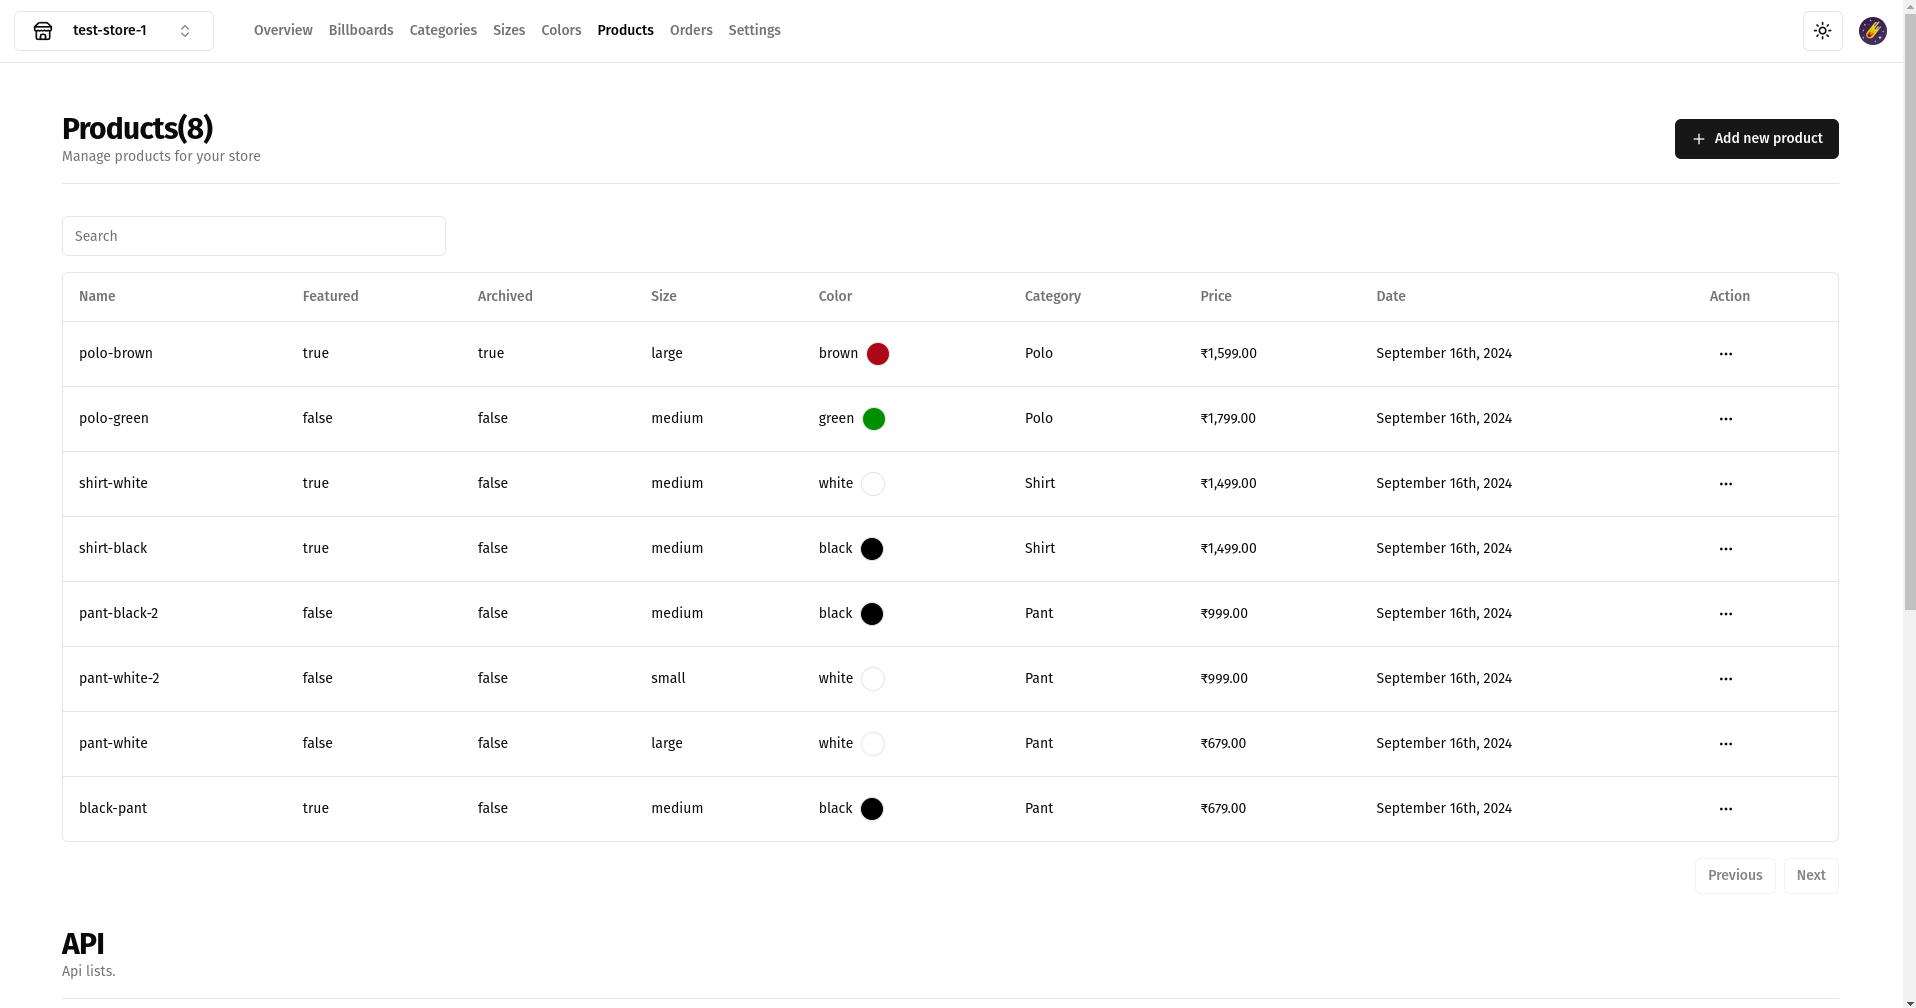 test-store-1 Overview Billboards Categories Sizes Colors Products Orders Settings
Products(8)
Manage products for your store
+ Add new product
Search
Name Featured Archived Size Color Category Price Date Action
polo-brown true true large brown Polo ₹1,599.00 September 16th, 2024 ...
polo-green false false medium green Polo ₹1,799.00 September 16th, 2024 ...
shirt-white true false medium white Shirt ₹1,499.00 September 16th, 2024 ...
shirt-black true false medium black Shirt ₹1,499.00 September 16th, 2024 ...
pant-black-2 false false medium black Pant ₹999.00 September 16th, 2024 ...
pant-white-2 false false small white Pant ₹999.00 September 16th, 2024 ...
pant-white false false large white Pant ₹679.00 September 16th, 2024 ...
black-pant true false medium black Pant ₹679.00 September 16th, 2024 ...
Previous Next
API
Api lists.